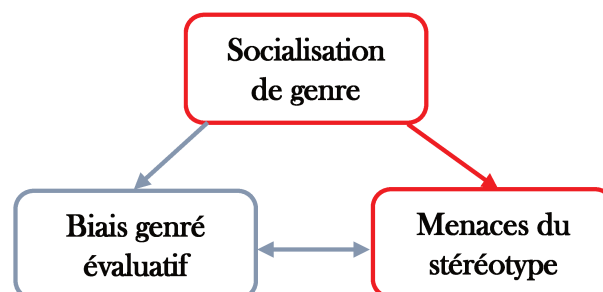 Socialisation
de genre
Biais genré
évaluatif
Menaces du
stéréotype